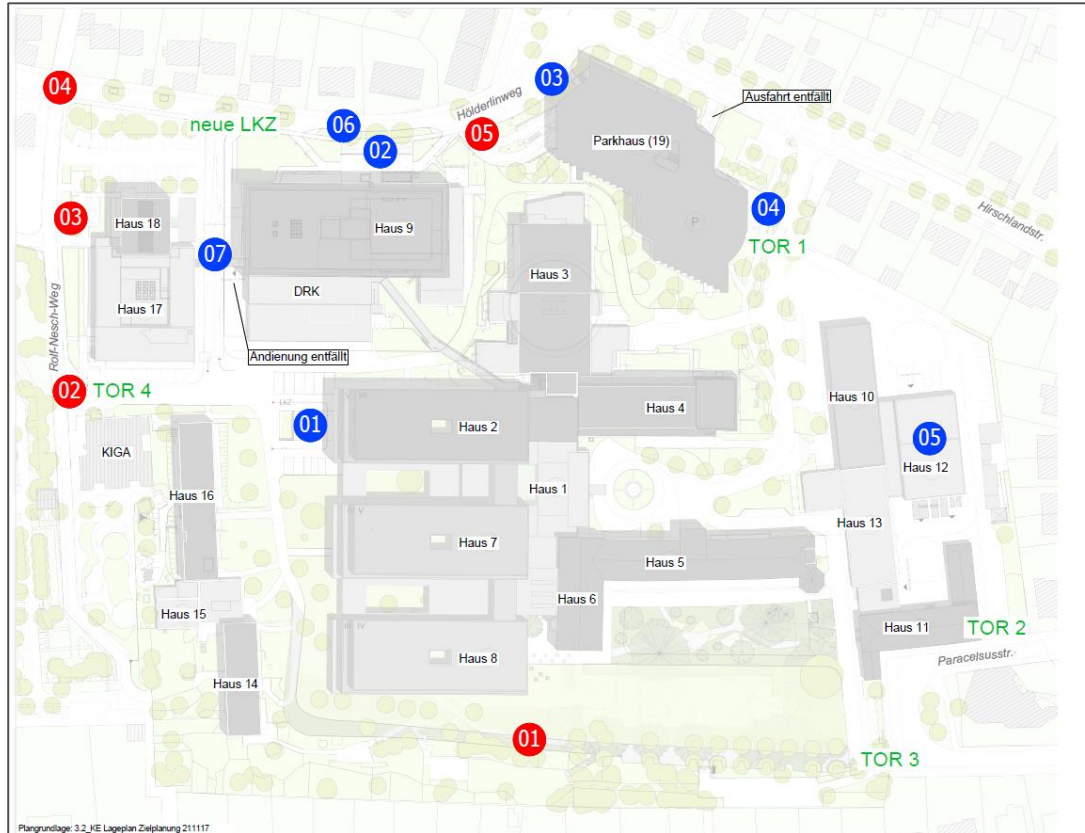 04
03
Hölderlinweg
Ausfahrt entfällt
neue LKZ
06
05
02
Parkhaus (19)
P
Hirschlandstr.
03
Haus 18
04
TOR 1
07
Haus 9
Haus 3
DRK
Haus 17
Rolf-Nesch-Weg
Andienung entfällt
02
TOR 4
LKZ
01
Haus 2
Haus 4
Haus 10
05
Haus 12
KIGA
Haus 16
Haus 1
Haus 13
Haus 7
Haus 5
Haus 15
Haus 6
Haus 11
TOR 2
Paracelsusstr.
Haus 14
Haus 8
01
TOR 3
Plangrundlage: 3.2_KE Lageplan Zielplanung 211117